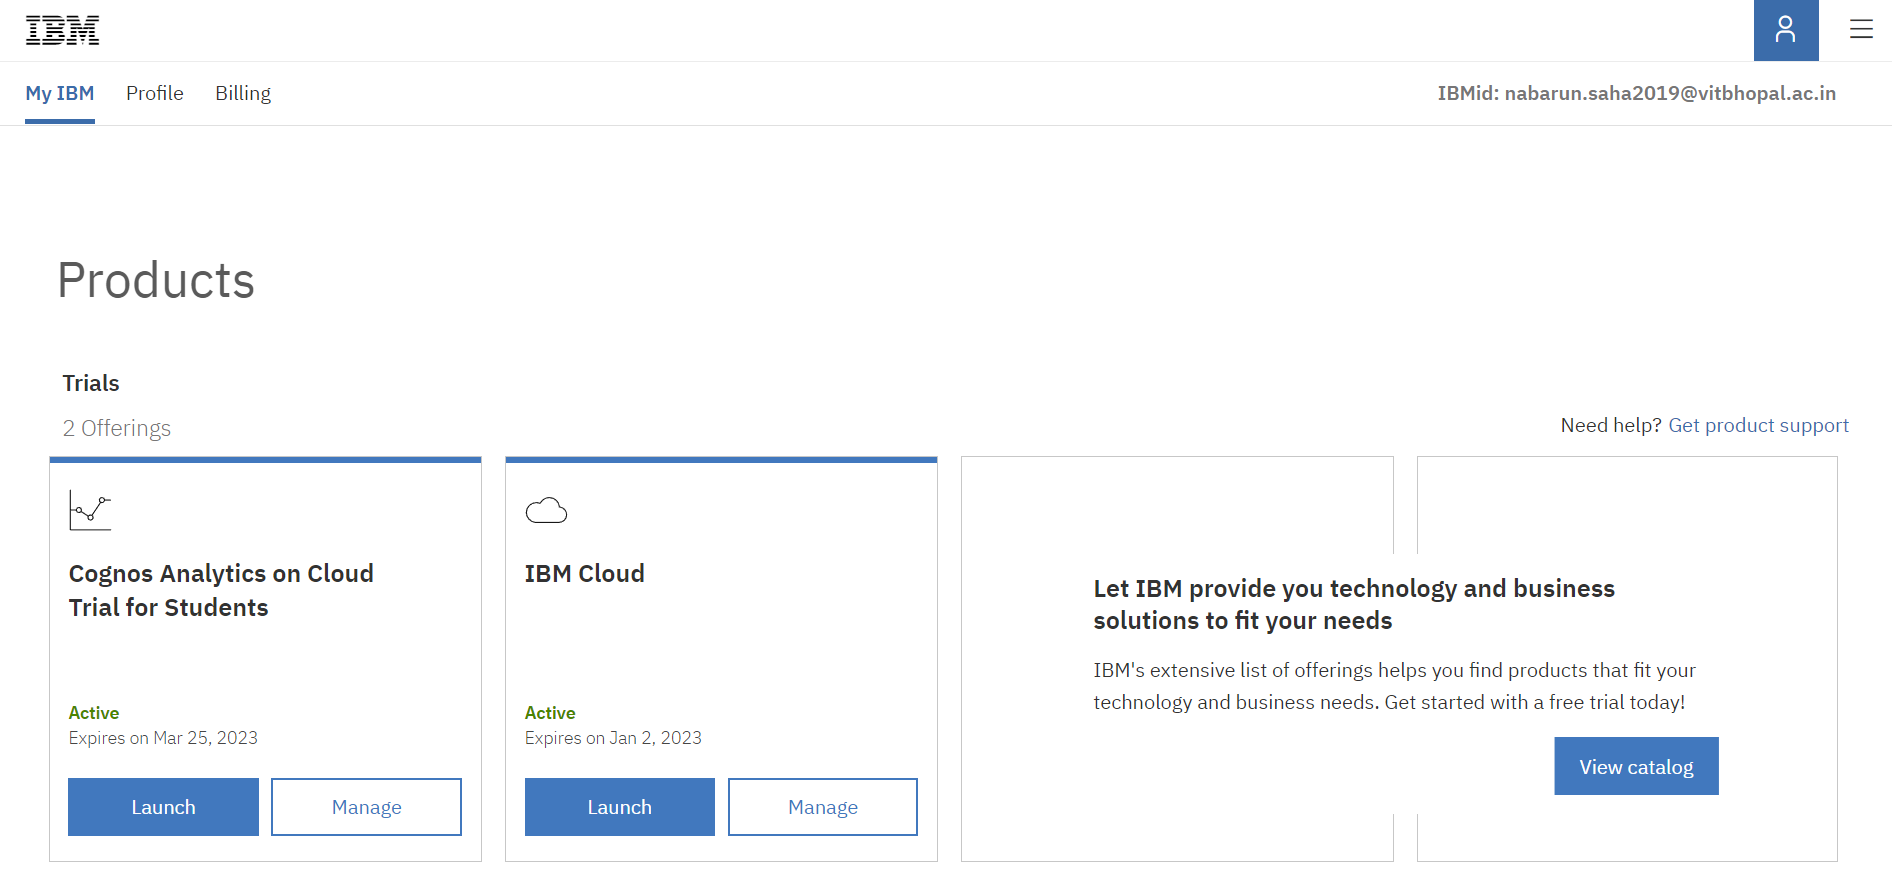 IBM
My IBM Profile Billing IBMid: nabarun.saha2019@vitbhopal.ac.in
Products
Trials
2 Offerings
Need help? Get product support
Cognos Analytics on Cloud
Trial for Students
Active
Expires on Mar 25, 2023
Launch Manage
IBM Cloud
Active
Expires on Jan 2, 2023
Launch Manage
Let IBM provide you technology and business
solutions to fit your needs
IBM's extensive list of offerings helps you find products that fit your
technology and business needs. Get started with a free trial today!
View catalog